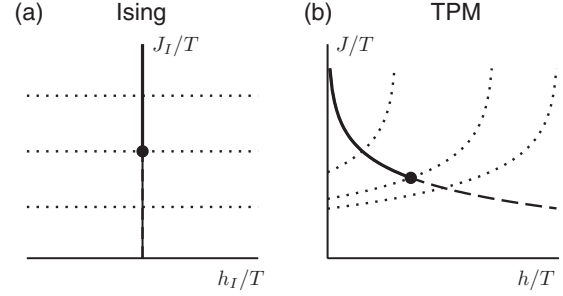 (a) Ising
J_I/T
h_I/T
(b) TPM
J/T
h/T